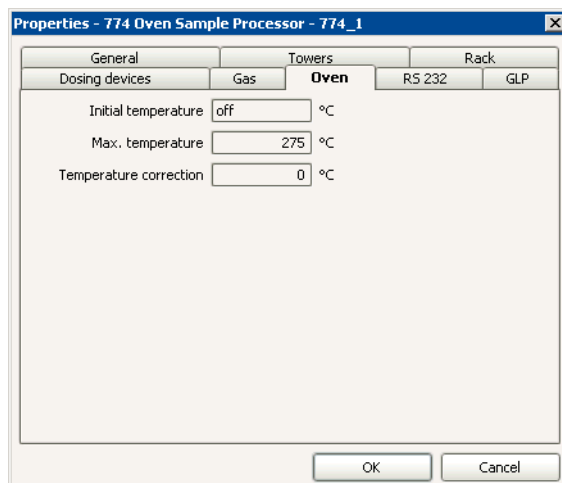 Properties - 774 Oven Sample Processor - 774_1
General Towers Rack
Dosing devices Gas Oven RS 232 GLP
Initial temperature off °C
Max. temperature 275 °C
Temperature correction 0 °C
OK Cancel